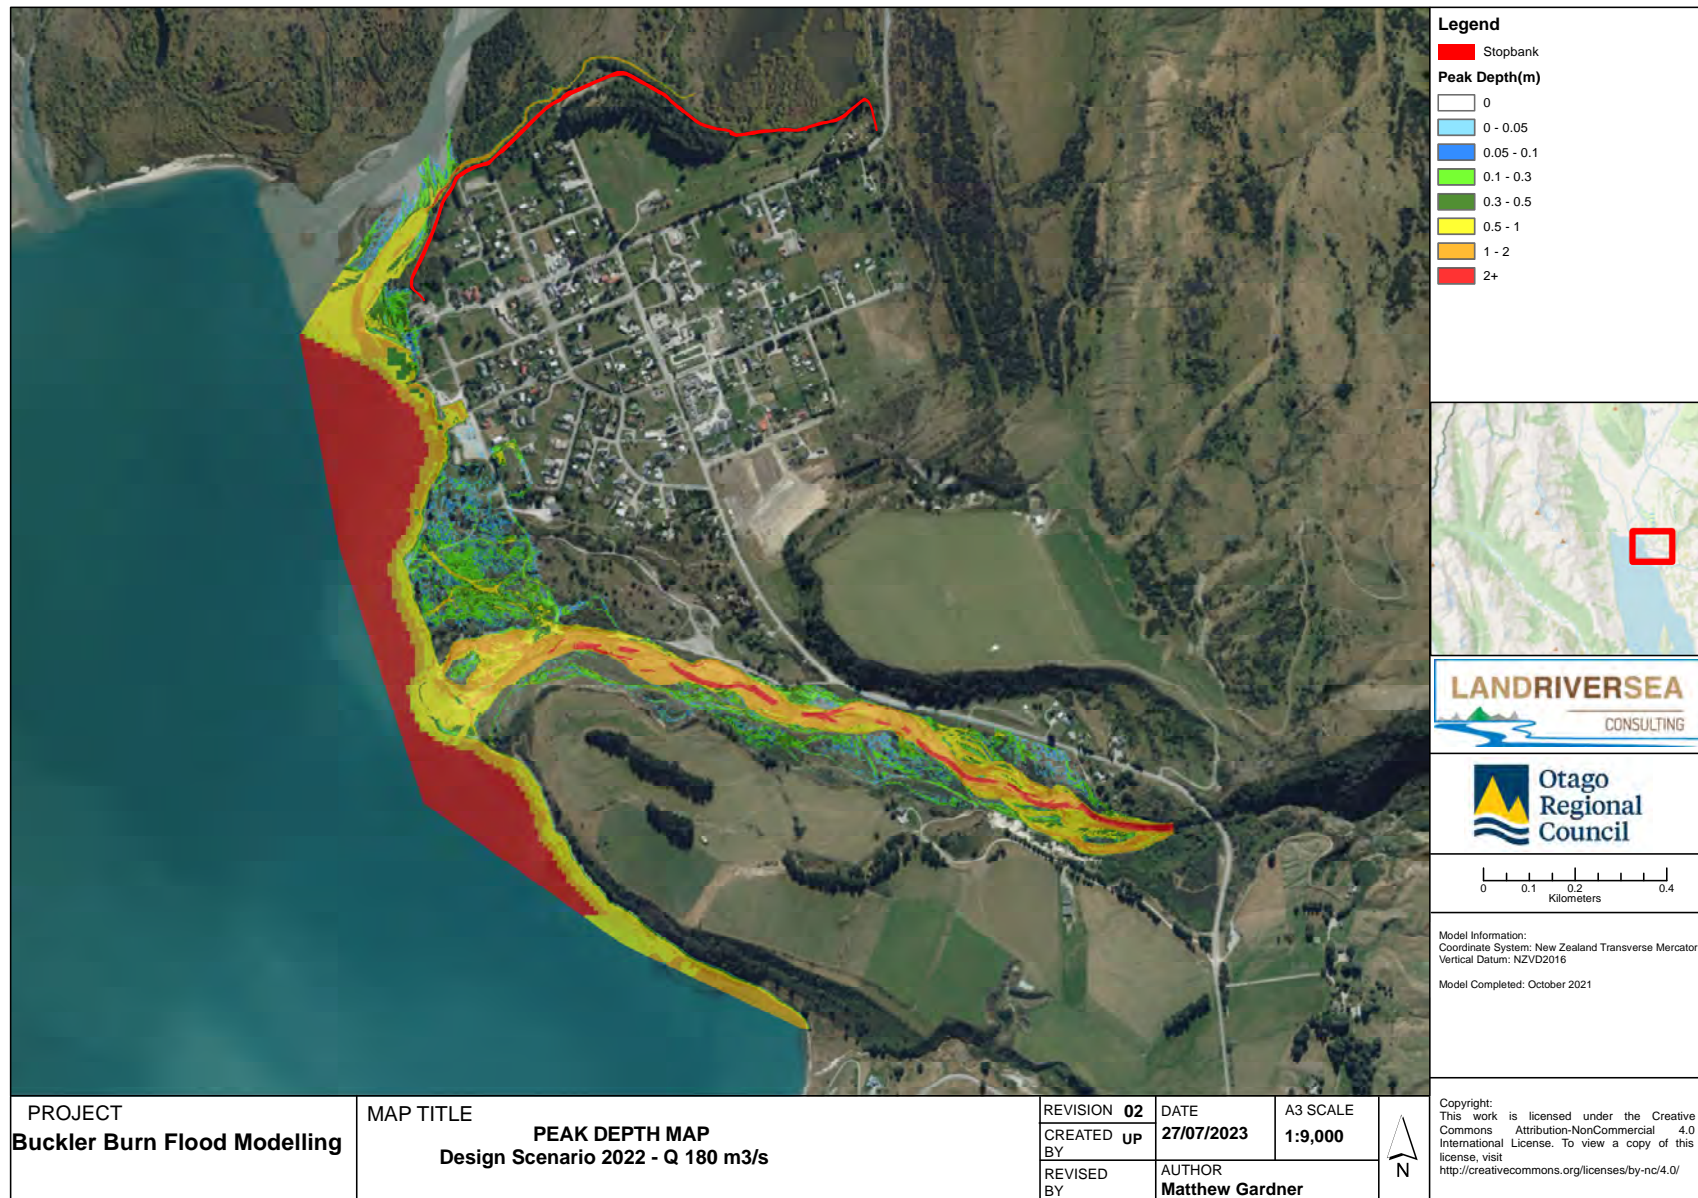 Legend
Stopbank
Peak Depth(m)
0
0 - 0.05
0.05 - 0.1
0.1 - 0.3
0.3 - 0.5
0.5 - 1
1 - 2
2+
LANDRIVERSEA
CONSULTING
Otago
Regional
Council
0 0.1 0.2 0.4
Kilometers
Model Information:
Coordinate System: New Zealand Transverse Mercator
Vertical Datum: NZVD2016
Model Completed: October 2021
Copyright:
This work is licensed under the Creative
Commons Attribution-NonCommercial 4.0
International License. To view a copy of this
license, visit
http://creativecommons.org/licenses/by-nc/4.0/
PROJECT
Buckler Burn Flood Modelling
MAP TITLE
PEAK DEPTH MAP
Design Scenario 2022 - Q 180 m3/s
REVISION 02
CREATED BY UP
REVISED BY
DATE
27/07/2023
A3 SCALE
1:9,000
AUTHOR
Matthew Gardner
N